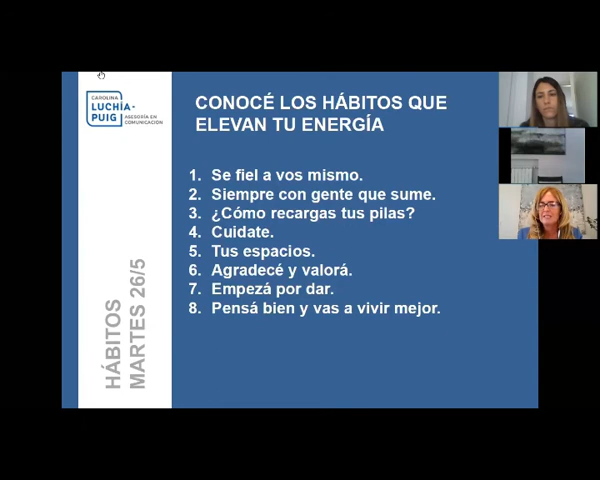 CAROLINA
LUCHÍA-
PUIG
ASESORÍA EN
COMUNICACIÓN
CONOCÉ LOS HÁBITOS QUE
ELEVAN TU ENERGÍA
1. Se fiel a vos mismo.
2. Siempre con gente que sume.
3. ¿Cómo recargas tus pilas?
4. Cuidate.
5. Tus espacios.
6. Agradecé y valorá.
7. Empezá por dar.
8. Pensá bien y vas a vivir mejor.
HÁBITOS
MARTES 26/5